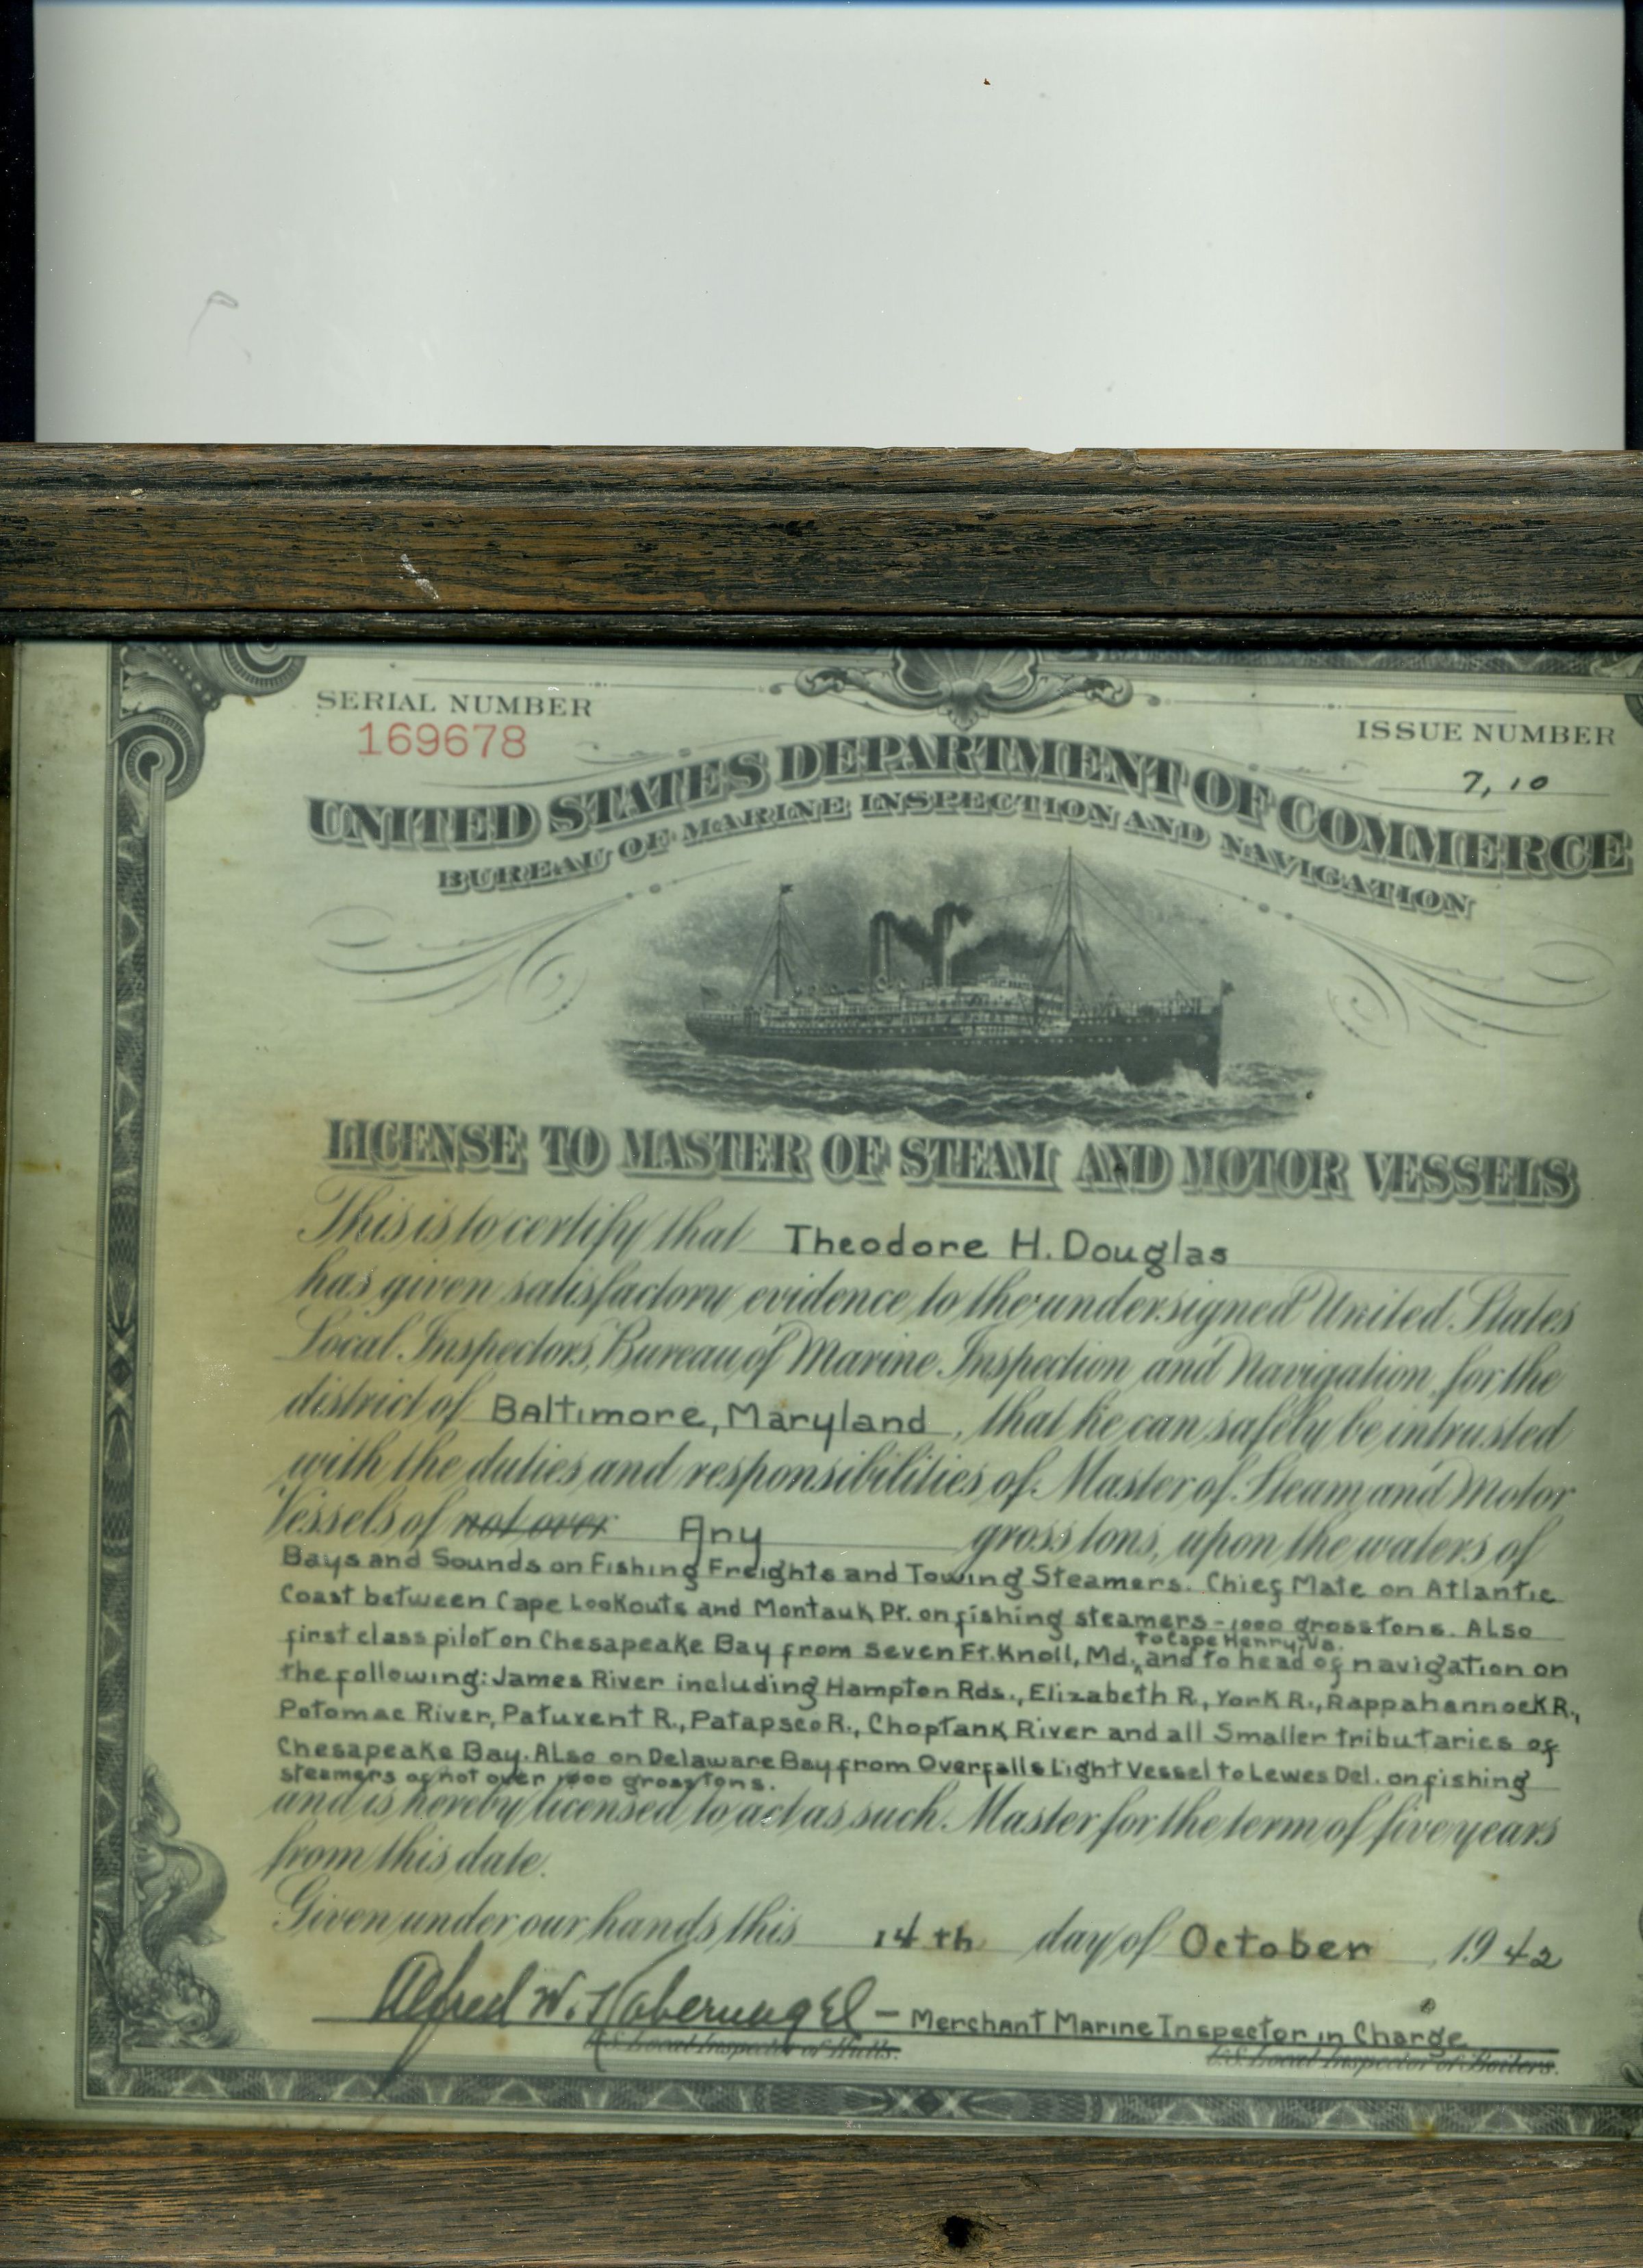 SERIAL NUMBER
169678
ISSUE NUMBER
7, 10
UNITED STATES DEPARTMENT OF COMMERCE
BUREAU OF MARINE INSPECTION AND NAVIGATION
LICENSE TO MASTER OF STEAM AND MOTOR VESSELS
This is to certify that Theodore H. Douglas
has given satisfactory evidence to the undersigned United States
Local Inspectors, Bureau of Marine Inspection and Navigation, for the
district of Baltimore, Maryland, that he can safely be intrusted
with the duties and responsibilities of Master of Steam and Motor
Vessels of not over Any gross tons, upon the waters of
Bays and Sounds on Fishing Freights and Towing Steamers. Chief Mate on Atlantic
Coast between Cape Lookouts and Montauk Pt. on fishing steamers - 1000 gross tons. Also
to Cape Henry, Va.
first class pilot on Chesapeake Bay from Seven Ft. Knoll, Md., and to head of navigation on
the following: James River including Hampton Rds., Elizabeth R., York R., Rappahannock R.,
Potomac River, Patuxent R., Patapsco R., Choptank River and all Smaller tributaries of
Chesapeake Bay. Also on Delaware Bay from Overfalls Light Vessel to Lewes Del. on fishing
steamers of not over 1000 gross tons.
and is hereby licensed to act as such Master for the term of five years
from this date.
Given under our hands this 14th day of October, 1942
Alfred W. Habernagel - Merchant Marine Inspector in Charge
U.S. Local Inspector of Hulls.
U.S. Local Inspector of Boilers.